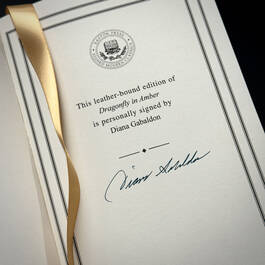 This leather-bound edition of
Dragonfly in Amber
is personally signed by
Diana Gabaldon
Diana Gabaldon